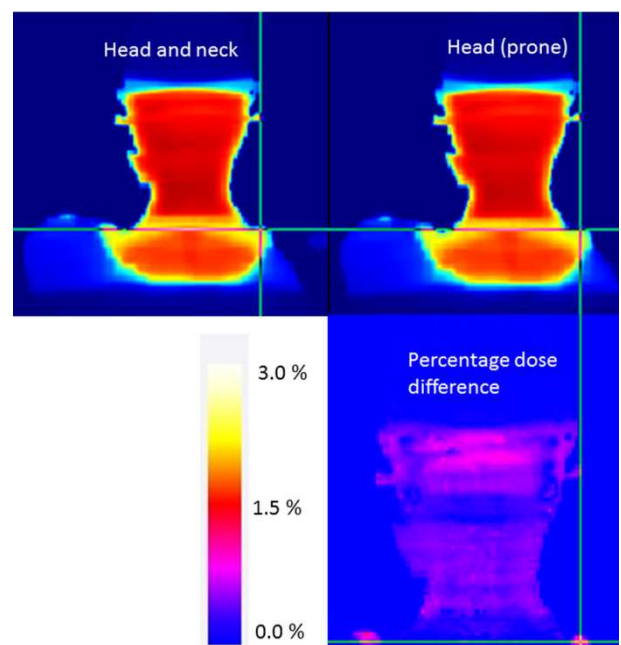 Head and neck
Head (prone)
Percentage dose
difference
3.0 %
1.5 %
0.0 %